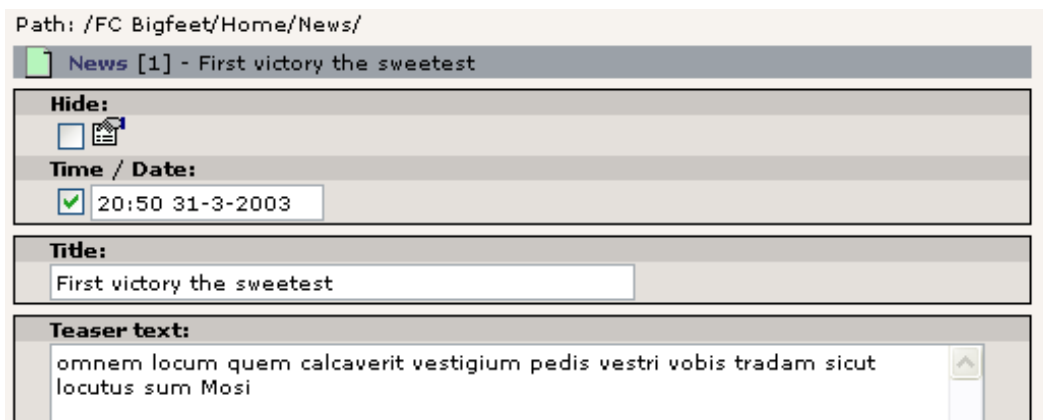 Path: /FC Bigfeet/Home/News/
News [1] - First victory the sweetest
Hide:
Time / Date:
20:50 31-3-2003
Title:
First victory the sweetest
Teaser text:
omnem locum quem calcaverit vestigium pedis vestri vobis tradam sicut
locutus sum Mosi